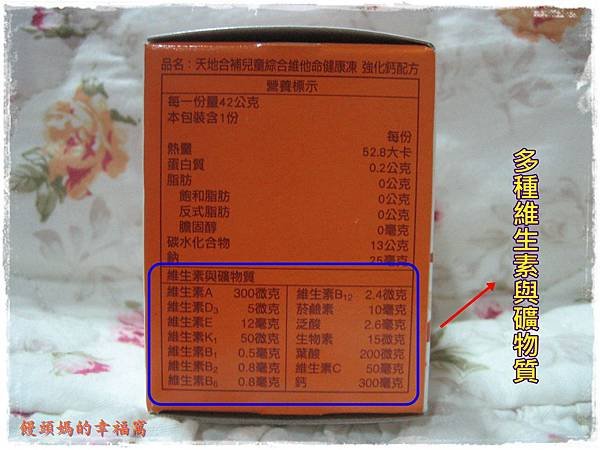 品名：天地合補兒童綜合維他命健康凍 強化鈣配方
營養標示
每一份量42公克
本包裝含1份
每份
熱量 52.8大卡
蛋白質 0.2公克
脂肪 0公克
飽和脂肪 0公克
反式脂肪 0公克
膽固醇 0毫克
碳水化合物 13公克
鈉 25毫克
維生素與礦物質
維生素A 300微克 維生素B12 2.4微克
維生素D3 5微克 菸鹼素 10毫克
維生素E 12毫克 泛酸 2.6毫克
維生素K1 50微克 生物素 15微克
維生素B1 0.5毫克 葉酸 200微克
維生素B2 0.8毫克 維生素C 50毫克
維生素B6 0.8毫克 鈣 300毫克
多種維生素與礦物質
饅頭媽的幸福窩